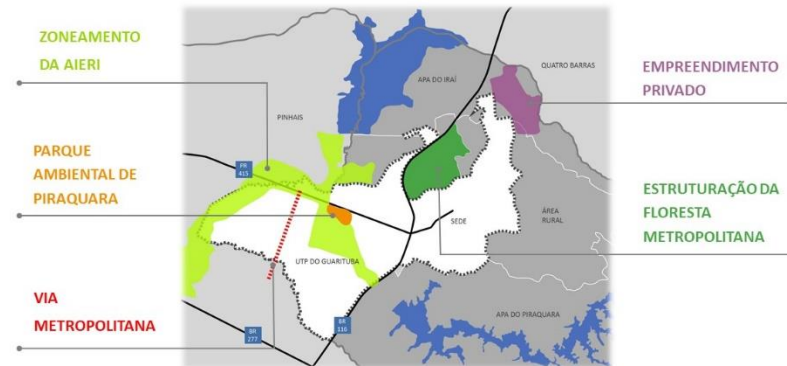 ZONEAMENTO
DA AIERI
PARQUE
AMBIENTAL DE
PIRAQUARA
VIA
METROPOLITANA
APA DO IRAÍ
QUATRO BARRAS
PINHAIS
PR
415
SEDE
ÁREA
RURAL
UTP DO GUARITUBA
BR
116
BR
277
APA DO PIRAQUARA
EMPREENDIMENTO
PRIVADO
ESTRUTURAÇÃO DA
FLORESTA
METROPOLITANA